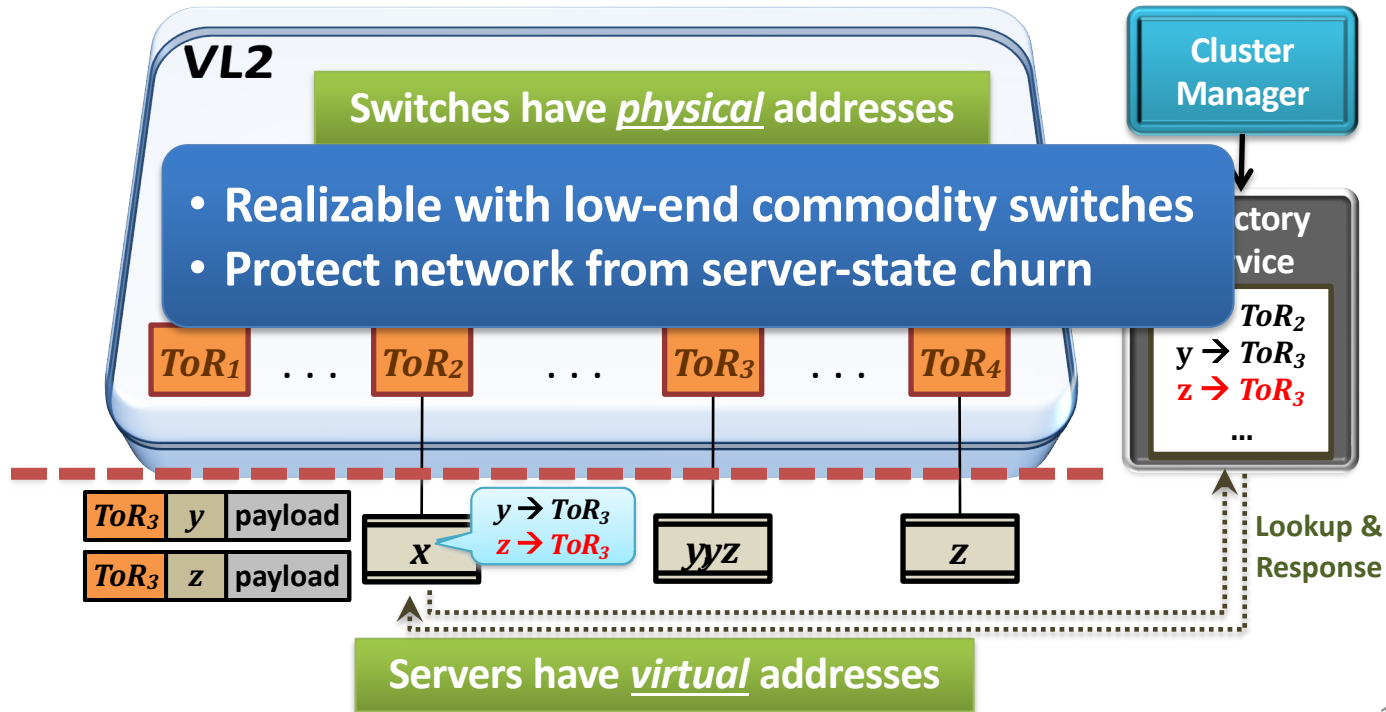 VL2
Switches have physical addresses
Cluster
Manager
• Realizable with low-end commodity switches
• Protect network from server-state churn
ctory
vice
ToR₂
y → ToR₃
z → ToR₃
...
ToR₁ . . . ToR₂ . . . ToR₃ . . . ToR₄
ToR₃ y payload
ToR₃ z payload
x
y → ToR₃
z → ToR₃
yyz
z
Lookup &
Response
Servers have virtual addresses